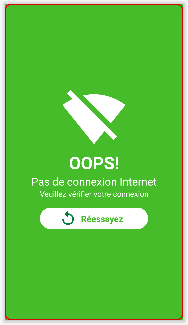 OOPS!
Pas de connexion Internet
Veuillez vérifier votre connexion
Réessayez